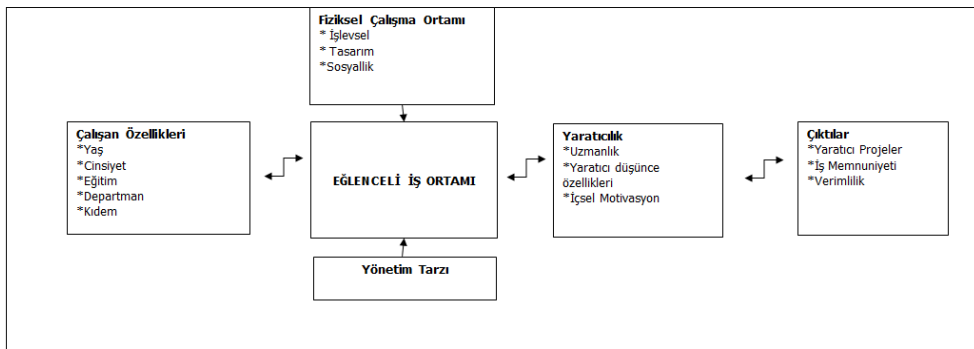 Fiziksel Çalışma Ortamı
* İşlevsel
* Tasarım
*Sosyallik
Çalışan Özellikleri
*Yaş
*Cinsiyet
*Eğitim
*Departman
*Kıdem
EĞLENCELİ İŞ ORTAMI
Yaratıcılık
*Uzmanlık
*Yaratıcı düşünce
özellikleri
*İçsel Motivasyon
Çıktılar
*Yaratıcı Projeler
*İş Memnuniyeti
*Verimlilik
Yönetim Tarzı